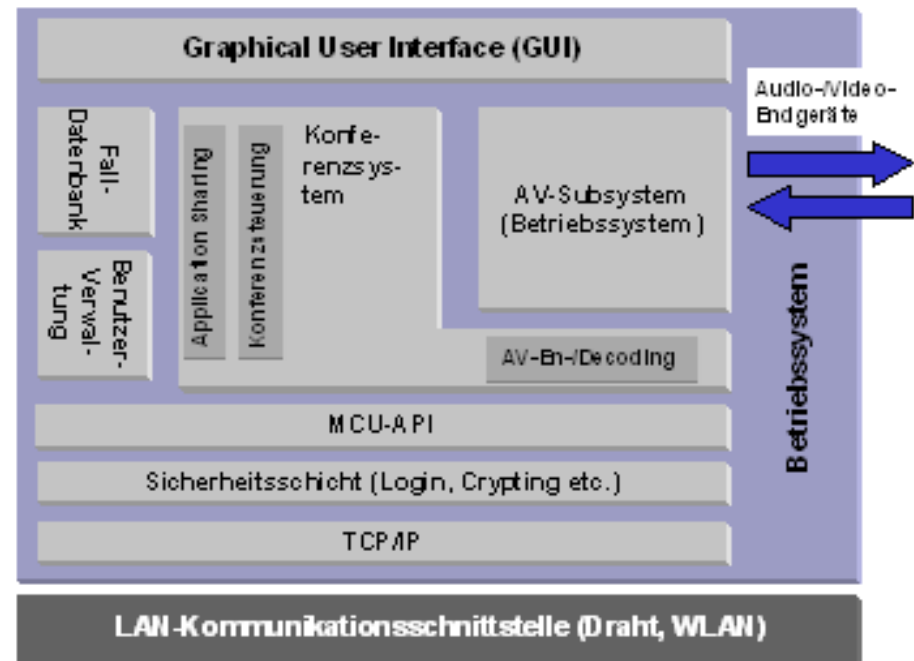 Graphical User Interface (GUI)
Audio-/Video-
Endgeräte
Fall-
Datenbank
Application sharing
Konferenzsteuerung
Konfe-
renzsys-
tem
AV-Subsystem
(Betriebssystem)
Benutzer-
Verwal-
tung
AV-En-/Decoding
Betriebssystem
MCU-API
Sicherheitsschicht (Login, Crypting etc.)
TCP/IP
LAN-Kommunikationsschnittstelle (Draht, WLAN)